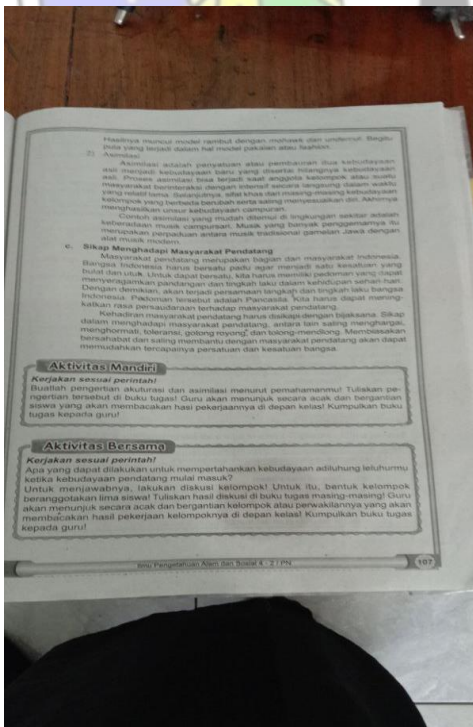 Hasilnya muncul model rambut dengan mohawk dan undercut. Begitu
pula yang terjadi dalam hal model pakaian atau fashion.
2) Asimilasi
Asimilasi adalah penyatuan atau pembauran dua kebudayaan
asli menjadi kebudayaan baru yang disertai hilangnya kebudayaan
asli. Proses asimilasi bisa terjadi saat anggota kelompok atau suatu
masyarakat berinteraksi dengan intensif secara langsung dalam waktu
yang relatif lama. Selanjutnya, sifat khas dari masing-masing kebudayaan
kelompok yang berbeda berubah serta saling menyesuaikan diri. Akhirnya
menghasilkan unsur kebudayaan campuran.
Contoh asimilasi yang mudah ditemui di lingkungan sekitar adalah
keberadaan musik campursari. Musik yang banyak penggemarnya itu
merupakan perpaduan antara musik tradisional gamelan Jawa dengan
alat musik modern.
c. Sikap Menghadapi Masyarakat Pendatang
Masyarakat pendatang merupakan bagian dari masyarakat Indonesia.
Bangsa Indonesia harus bersatu padu agar menjadi satu kesatuan yang
bulat dan utuh. Untuk dapat bersatu, kita harus memiliki pedoman yang dapat
menyeragamkan pandangan dan tingkah laku dalam kehidupan sehari-hari.
Dengan demikian, akan terjadi persamaan langkah dan tingkah laku bangsa
Indonesia. Pedoman tersebut adalah Pancasila. Kita harus dapat mening-
katkan rasa persaudaraan terhadap masyarakat pendatang.
Kehadiran masyarakat pendatang harus disikapi dengan bijaksana. Sikap
dalam menghadapi masyarakat pendatang, antara lain saling menghargai,
menghormati, toleransi, gotong royong, dan tolong-menolong. Membiasakan
bersahabat dan saling membantu dengan masyarakat pendatang akan dapat
memudahkan tercapainya persatuan dan kesatuan bangsa.
Aktivitas Mandiri
Kerjakan sesuai perintah!
Buatlah pengertian akulturasi dan asimilasi menurut pemahamanmu! Tuliskan pe-
ngertian tersebut di buku tugas! Guru akan menunjuk secara acak dan bergantian
siswa yang akan membacakan hasi pekerjaannya di depan kelas! Kumpulkan buku
tugas kepada guru!
Aktivitas Bersama
Kerjakan sesuai perintah!
Apa yang dapat dilakukan untuk mempertahankan kebudayaan adiluhung leluhurmu
ketika kebudayaan pendatang mulai masuk?
Untuk menjawabnya, lakukan diskusi kelompok! Untuk itu, bentuk kelompok
beranggotakan lima siswa! Tuliskan hasil diskusi di buku tugas masing-masing! Guru
akan menunjuk secara acak dan bergantian kelompok atau perwakilannya yang akan
membacakan hasil pekerjaan kelompoknya di depan kelas! Kumpulkan buku tugas
kepada guru!
Ilmu Pengetahuan Alam dan Sosial 4 - 2 / PN
107